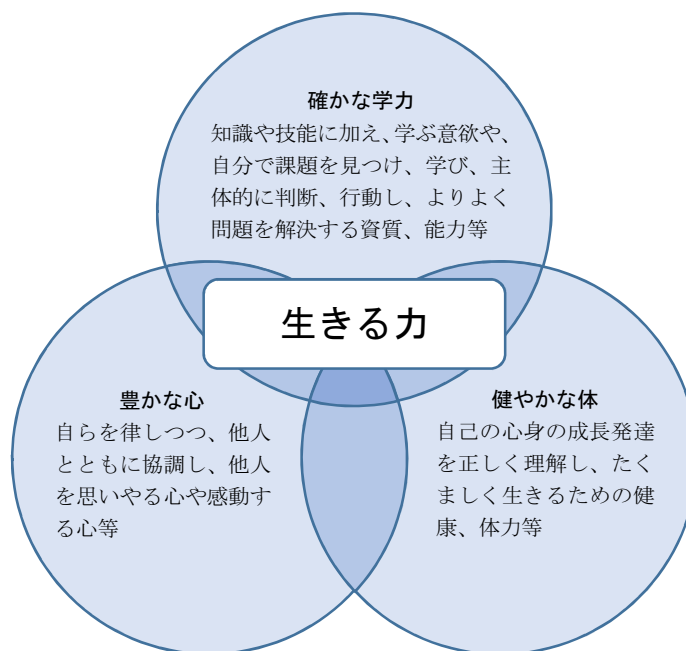 確かな学力
知識や技能に加え、学ぶ意欲や、
自分で課題を見つけ、学び、主
体的に判断、行動し、よりよく
問題を解決する資質、能力等
生きる力
豊かな心
自らを律しつつ、他人
とともに協調し、他人
を思いやる心や感動す
る心等
健やかな体
自己の心身の成長発達
を正しく理解し、たく
ましく生きるための健
康、体力等